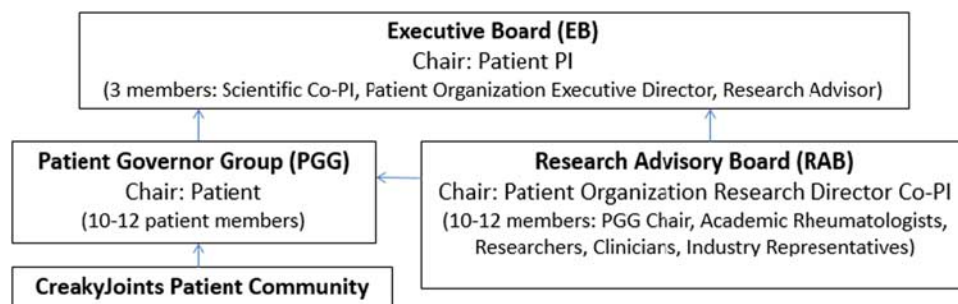 Executive Board (EB)
Chair: Patient PI
(3 members: Scientific Co-PI, Patient Organization Executive Director, Research Advisor)
Patient Governor Group (PGG)
Chair: Patient
(10-12 patient members)
Research Advisory Board (RAB)
Chair: Patient Organization Research Director Co-PI
(10-12 members: PGG Chair, Academic Rheumatologists,
Researchers, Clinicians, Industry Representatives)
CreakyJoints Patient Community